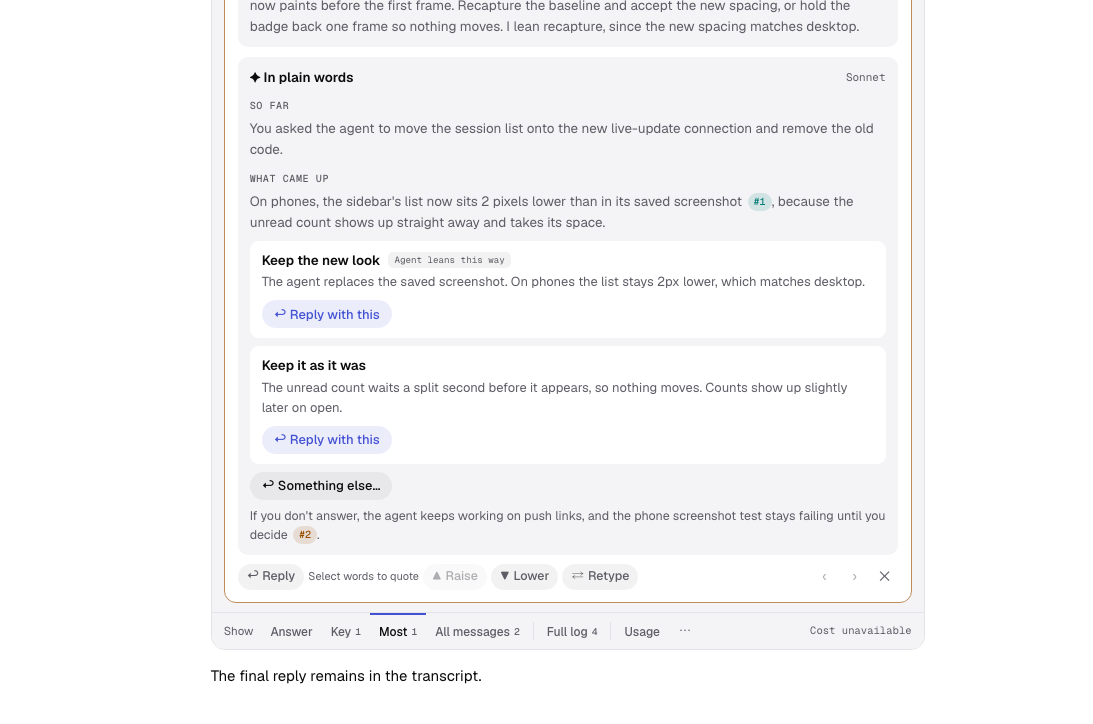 now paints before the first frame. Recapture the baseline and accept the new spacing, or hold the
badge back one frame so nothing moves. I lean recapture, since the new spacing matches desktop.
✦ In plain words Sonnet
SO FAR
You asked the agent to move the session list onto the new live-update connection and remove the old
code.
WHAT CAME UP
On phones, the sidebar's list now sits 2 pixels lower than in its saved screenshot #1, because the
unread count shows up straight away and takes its space.
Keep the new look Agent leans this way
The agent replaces the saved screenshot. On phones the list stays 2px lower, which matches desktop.
↩ Reply with this
Keep it as it was
The unread count waits a split second before it appears, so nothing moves. Counts show up slightly
later on open.
↩ Reply with this
↩ Something else…
If you don't answer, the agent keeps working on push links, and the phone screenshot test stays failing until you
decide #2.
↩ Reply Select words to quote ▲ Raise ▼ Lower ⇄ Retype ‹ › ✕
Show Answer Key 1 Most 1 All messages 2 Full log 4 Usage ⋯ Cost unavailable
The final reply remains in the transcript.